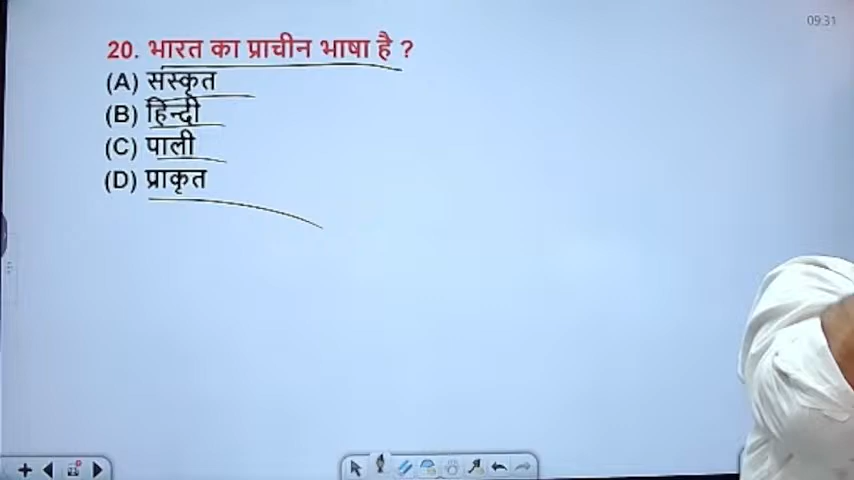 09:31
20. भारत का प्राचीन भाषा है ?
(A) संस्कृत
(B) हिन्दी
(C) पाली
(D) प्राकृत